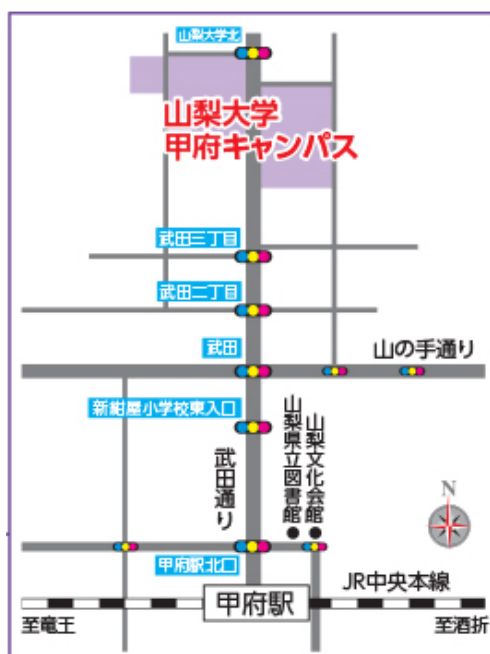 山梨大学北
山梨大学
甲府キャンパス
武田三丁目
武田二丁目
武田
山の手通り
新紺屋小学校東入口
武田通り
山梨県立図書館
山梨文化会館
N
甲府駅北口
JR中央本線
甲府駅
至竜王
至酒折